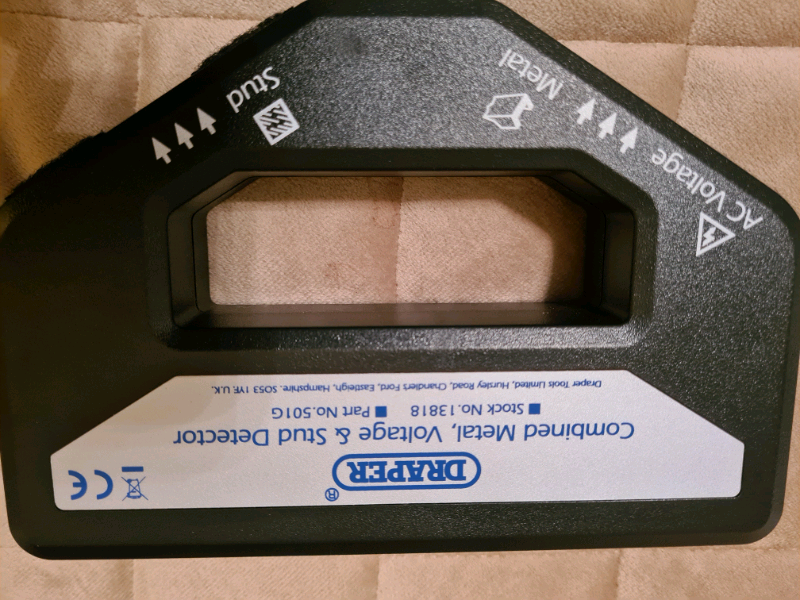 DRAPER®
Combined Metal, Voltage & Stud Detector
Stock No.13818 Part No.501G
Draper Tools Limited, Hursley Road, Chandlers Ford, Eastleigh, Hampshire. SO53 1YF. U.K.
CE
AC Voltage
Metal
Stud